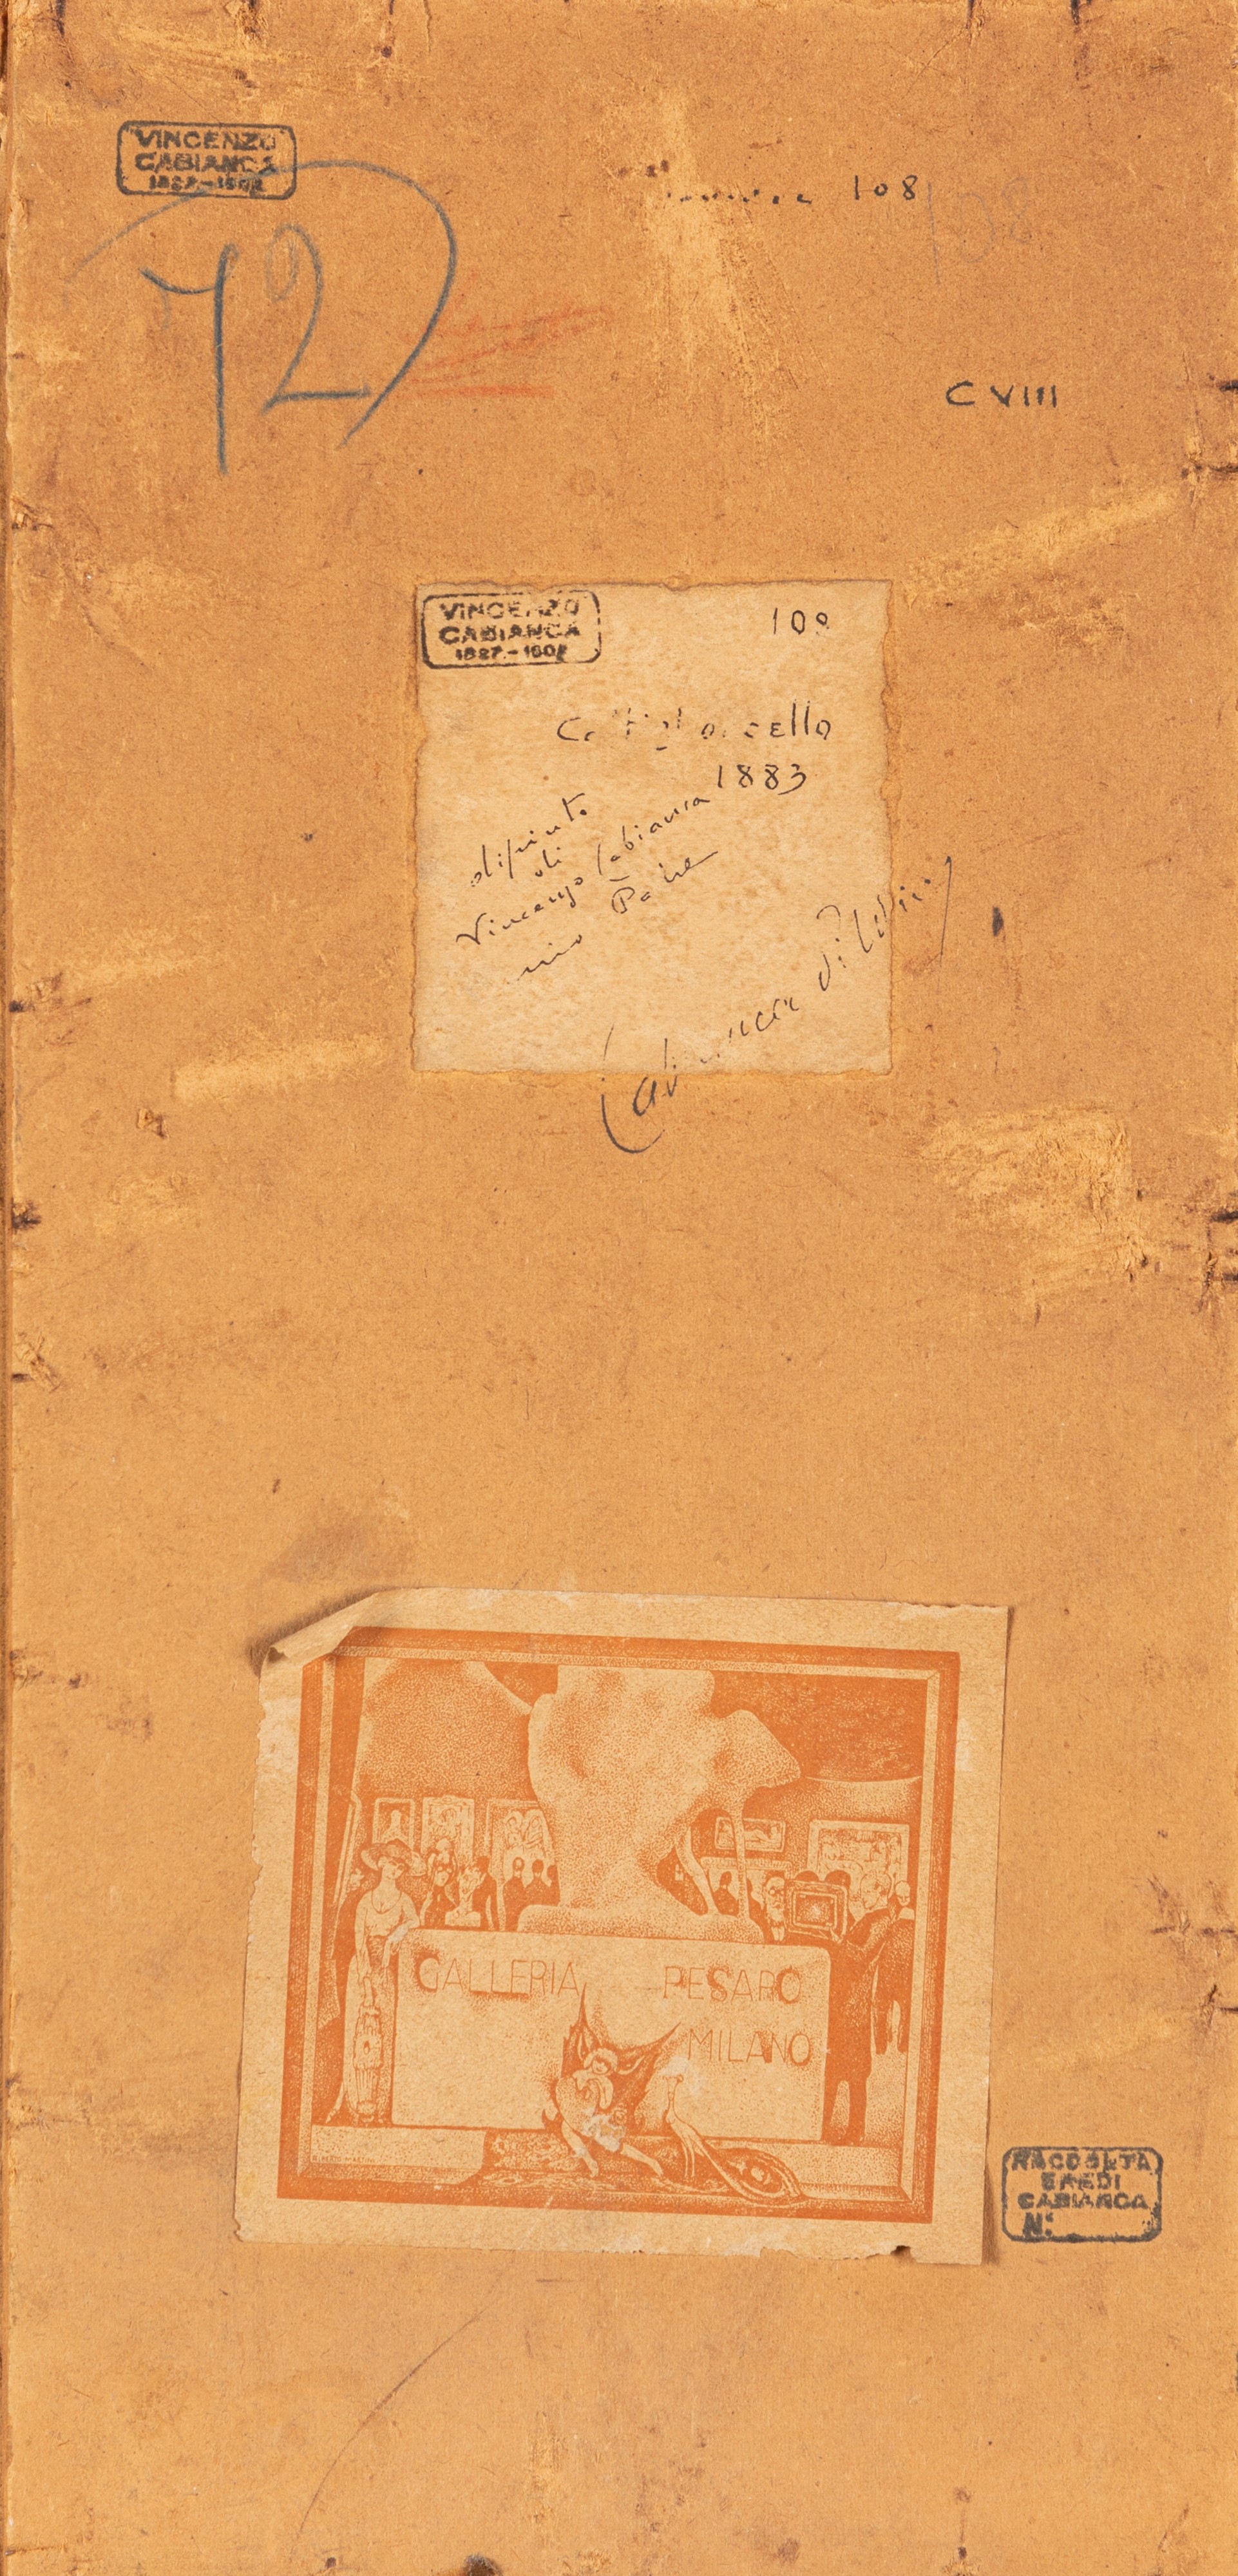 VINCENZO
CABIANCA
1827-1902
108
108
72
CVIII
VINCENZO
CABIANCA
1827-1902
108
Castiglioncello
1883
dipinto
di
Vincenzo Cabianca
mio Padre
GALLERIA PESARO
MILANO
RACCOLTA
EREDI
CABIANCA
N: